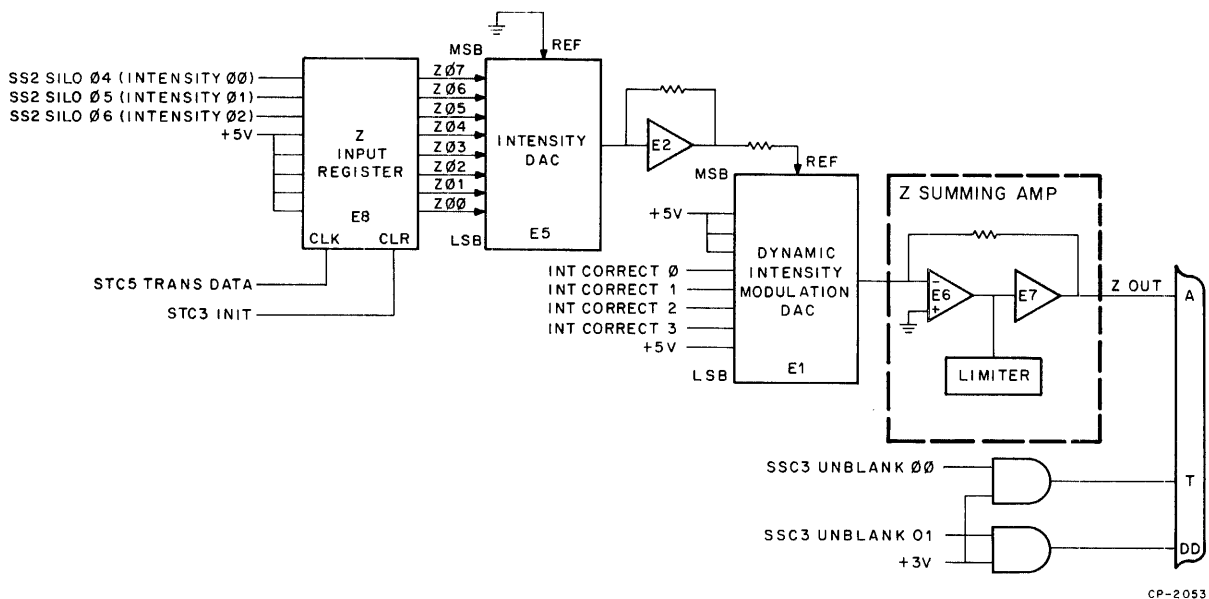 MSB
REF
SS2 SILO Ø4 (INTENSITY ØØ)
SS2 SILO Ø5 (INTENSITY Ø1)
SS2 SILO Ø6 (INTENSITY Ø2)
+5V
Z
INPUT
REGISTER
E8
CLK
CLR
ZØ7
ZØ6
ZØ5
ZØ4
ZØ3
ZØ2
ZØ1
ZØØ
LSB
INTENSITY
DAC
E5
E2
STC5 TRANS DATA
STC3 INIT
MSB
REF
+5V
INT CORRECT Ø
INT CORRECT 1
INT CORRECT 2
INT CORRECT 3
+5V
LSB
DYNAMIC
INTENSITY
MODULATION
DAC
E1
Z SUMMING AMP
-
E6
+
E7
LIMITER
Z OUT
A
SSC3 UNBLANK ØØ
T
SSC3 UNBLANK O1
+3V
DD
CP-2053